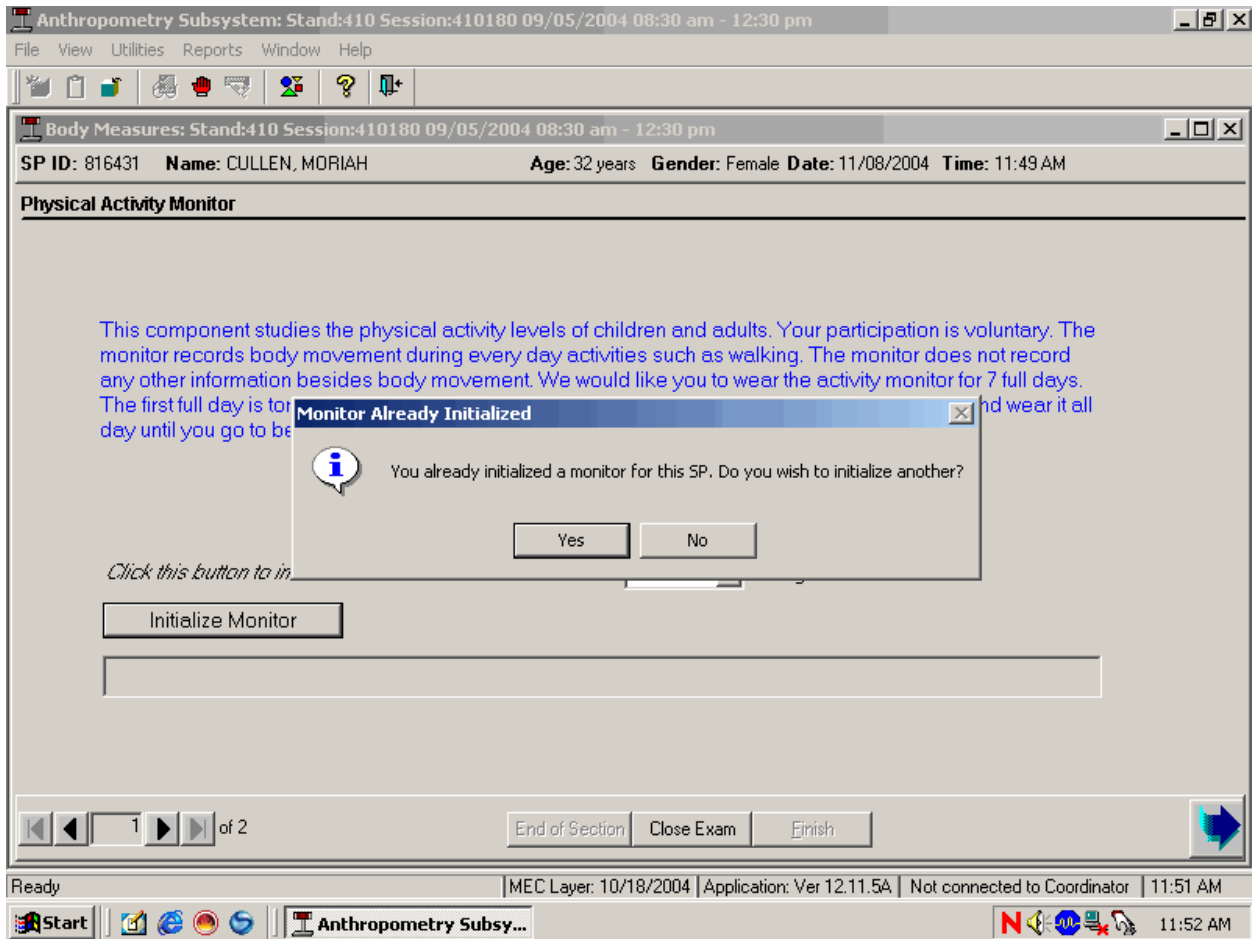 Anthropometry Subsystem: Stand:410 Session:410180 09/05/2004 08:30 am - 12:30 pm
File View Utilities Reports Window Help
Body Measures: Stand:410 Session:410180 09/05/2004 08:30 am - 12:30 pm
SP ID: 816431 Name: CULLEN, MORIAH Age: 32 years Gender: Female Date: 11/08/2004 Time: 11:49 AM
Physical Activity Monitor
This component studies the physical activity levels of children and adults. Your participation is voluntary. The
monitor records body movement during every day activities such as walking. The monitor does not record
any other information besides body movement. We would like you to wear the activity monitor for 7 full days.
The first full day is tor
nd wear it all
day until you go to be
Monitor Already Initialized
You already initialized a monitor for this SP. Do you wish to initialize another?
Yes No
Click this button to in
Initialize Monitor
1 of 2 End of Section Close Exam Finish
Ready MEC Layer: 10/18/2004 Application: Ver 12.11.5A Not connected to Coordinator 11:51 AM
Start Anthropometry Subsy... N 11:52 AM